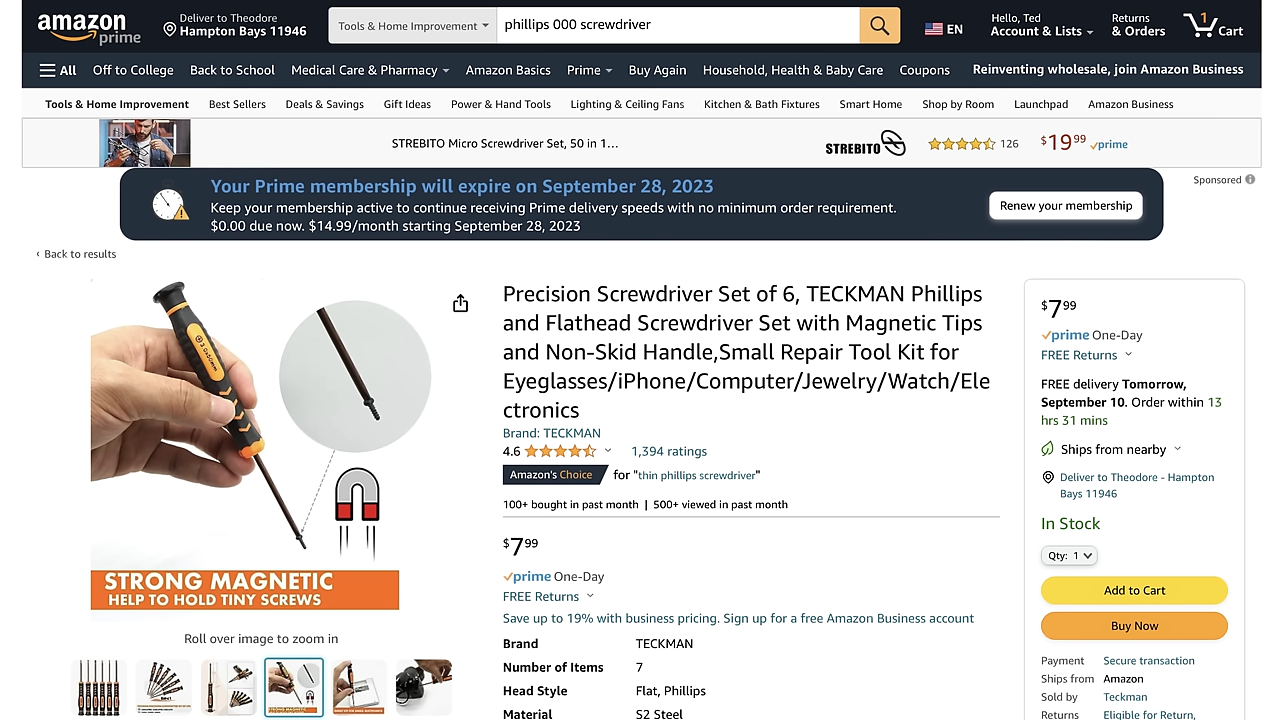 amazon
prime
Deliver to Theodore
Hampton Bays 11946
Tools & Home Improvement
phillips 000 screwdriver
EN
Hello, Ted
Account & Lists
Returns
& Orders
1
Cart
All
Off to College
Back to School
Medical Care & Pharmacy
Amazon Basics
Prime
Buy Again
Household, Health & Baby Care
Coupons
Reinventing wholesale, join Amazon Business
Tools & Home Improvement
Best Sellers
Deals & Savings
Gift Ideas
Power & Hand Tools
Lighting & Ceiling Fans
Kitchen & Bath Fixtures
Smart Home
Shop by Room
Launchpad
Amazon Business
STREBITO Micro Screwdriver Set, 50 in 1...
STREBITO
126
$19.99
prime
Sponsored
Your Prime membership will expire on September 28, 2023
Keep your membership active to continue receiving Prime delivery speeds with no minimum order requirement.
$0.00 due now. $14.99/month starting September 28, 2023
Renew your membership
‹ Back to results
STRONG MAGNETIC
HELP TO HOLD TINY SCREWS
Roll over image to zoom in
Precision Screwdriver Set of 6, TECKMAN Phillips
and Flathead Screwdriver Set with Magnetic Tips
and Non-Skid Handle,Small Repair Tool Kit for
Eyeglasses/iPhone/Computer/Jewelry/Watch/Ele
ctronics
Brand: TECKMAN
4.6
1,394 ratings
Amazon's Choice
for "thin phillips screwdriver"
100+ bought in past month | 500+ viewed in past month
$7 99
prime One-Day
FREE Returns
Save up to 19% with business pricing. Sign up for a free Amazon Business account
Brand TECKMAN
Number of Items 7
Head Style Flat, Phillips
Material S2 Steel
$7 99
prime One-Day
FREE Returns
FREE delivery Tomorrow,
September 10. Order within 13
hrs 31 mins
Ships from nearby
Deliver to Theodore - Hampton
Bays 11946
In Stock
Qty: 1
Add to Cart
Buy Now
Payment Secure transaction
Ships from Amazon
Sold by Teckman
Returns Eligible for Return,